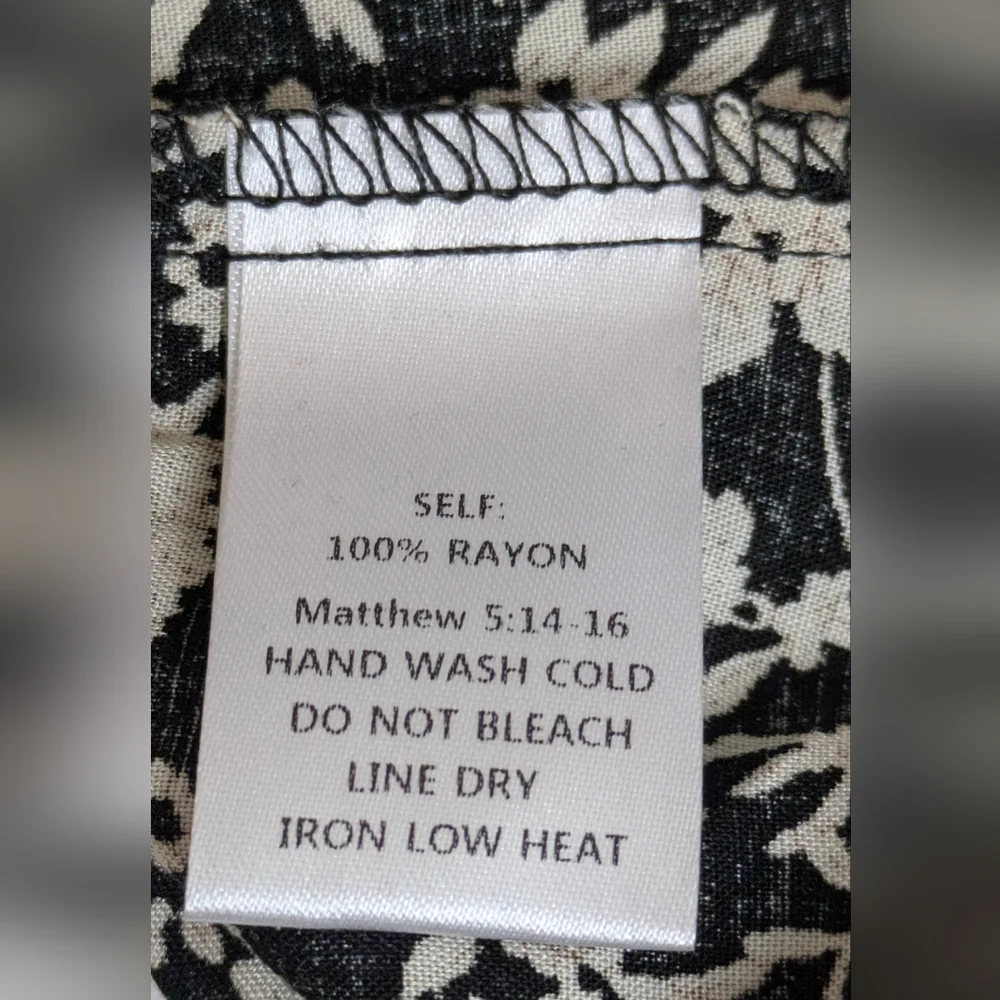 SELF:
100% RAYON
Matthew 5:14-16
HAND WASH COLD
DO NOT BLEACH
LINE DRY
IRON LOW HEAT